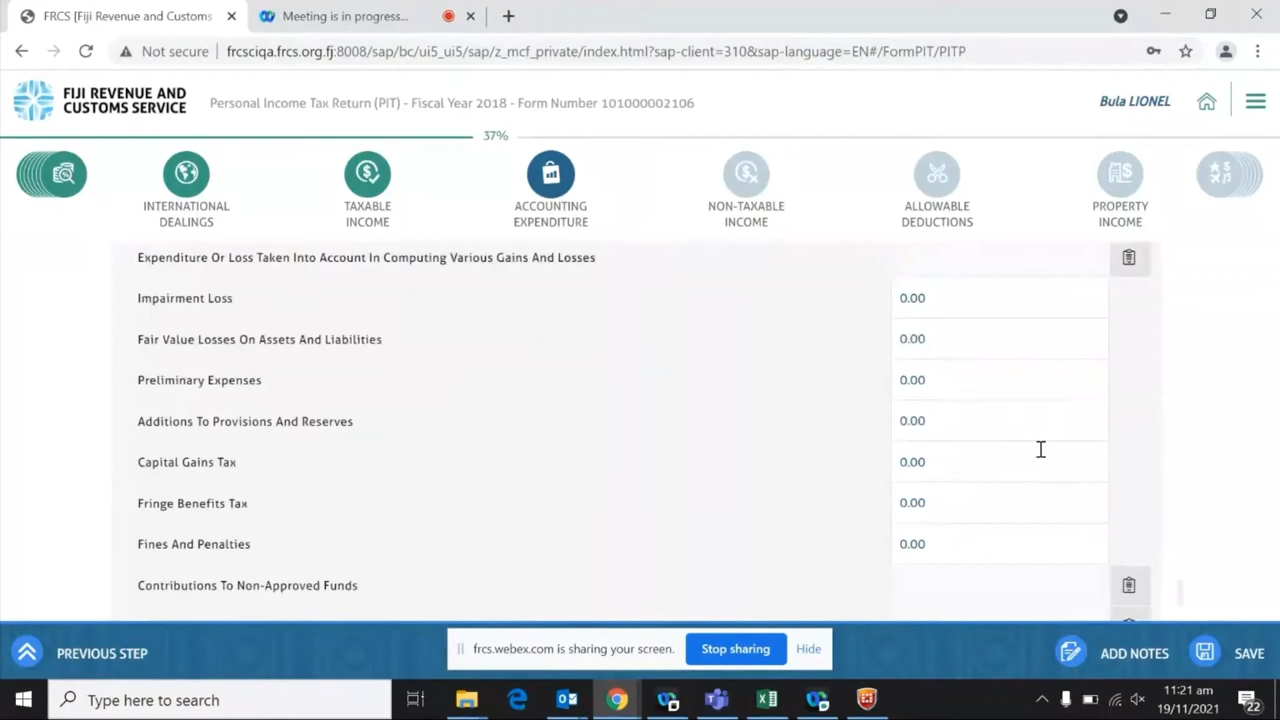 FRCS [Fiji Revenue and Customs
Meeting is in progress...
Not secure
frcsciqa.frcs.org.fj:8008/sap/bc/ui5_ui5/sap/z_mcf_private/index.html?sap-client=310&sap-language=EN#/FormPIT/PITP
FIJI REVENUE AND
CUSTOMS SERVICE
Personal Income Tax Return (PIT) - Fiscal Year 2018 - Form Number 101000002106
Bula LIONEL
37%
INTERNATIONAL
DEALINGS
TAXABLE
INCOME
ACCOUNTING
EXPENDITURE
NON-TAXABLE
INCOME
ALLOWABLE
DEDUCTIONS
PROPERTY
INCOME
Expenditure Or Loss Taken Into Account In Computing Various Gains And Losses
Impairment Loss 0.00
Fair Value Losses On Assets And Liabilities 0.00
Preliminary Expenses 0.00
Additions To Provisions And Reserves 0.00
Capital Gains Tax 0.00
Fringe Benefits Tax 0.00
Fines And Penalties 0.00
Contributions To Non-Approved Funds
PREVIOUS STEP
frcs.webex.com is sharing your screen.
Stop sharing
Hide
ADD NOTES
SAVE
Type here to search
11:21 am
19/11/2021
22